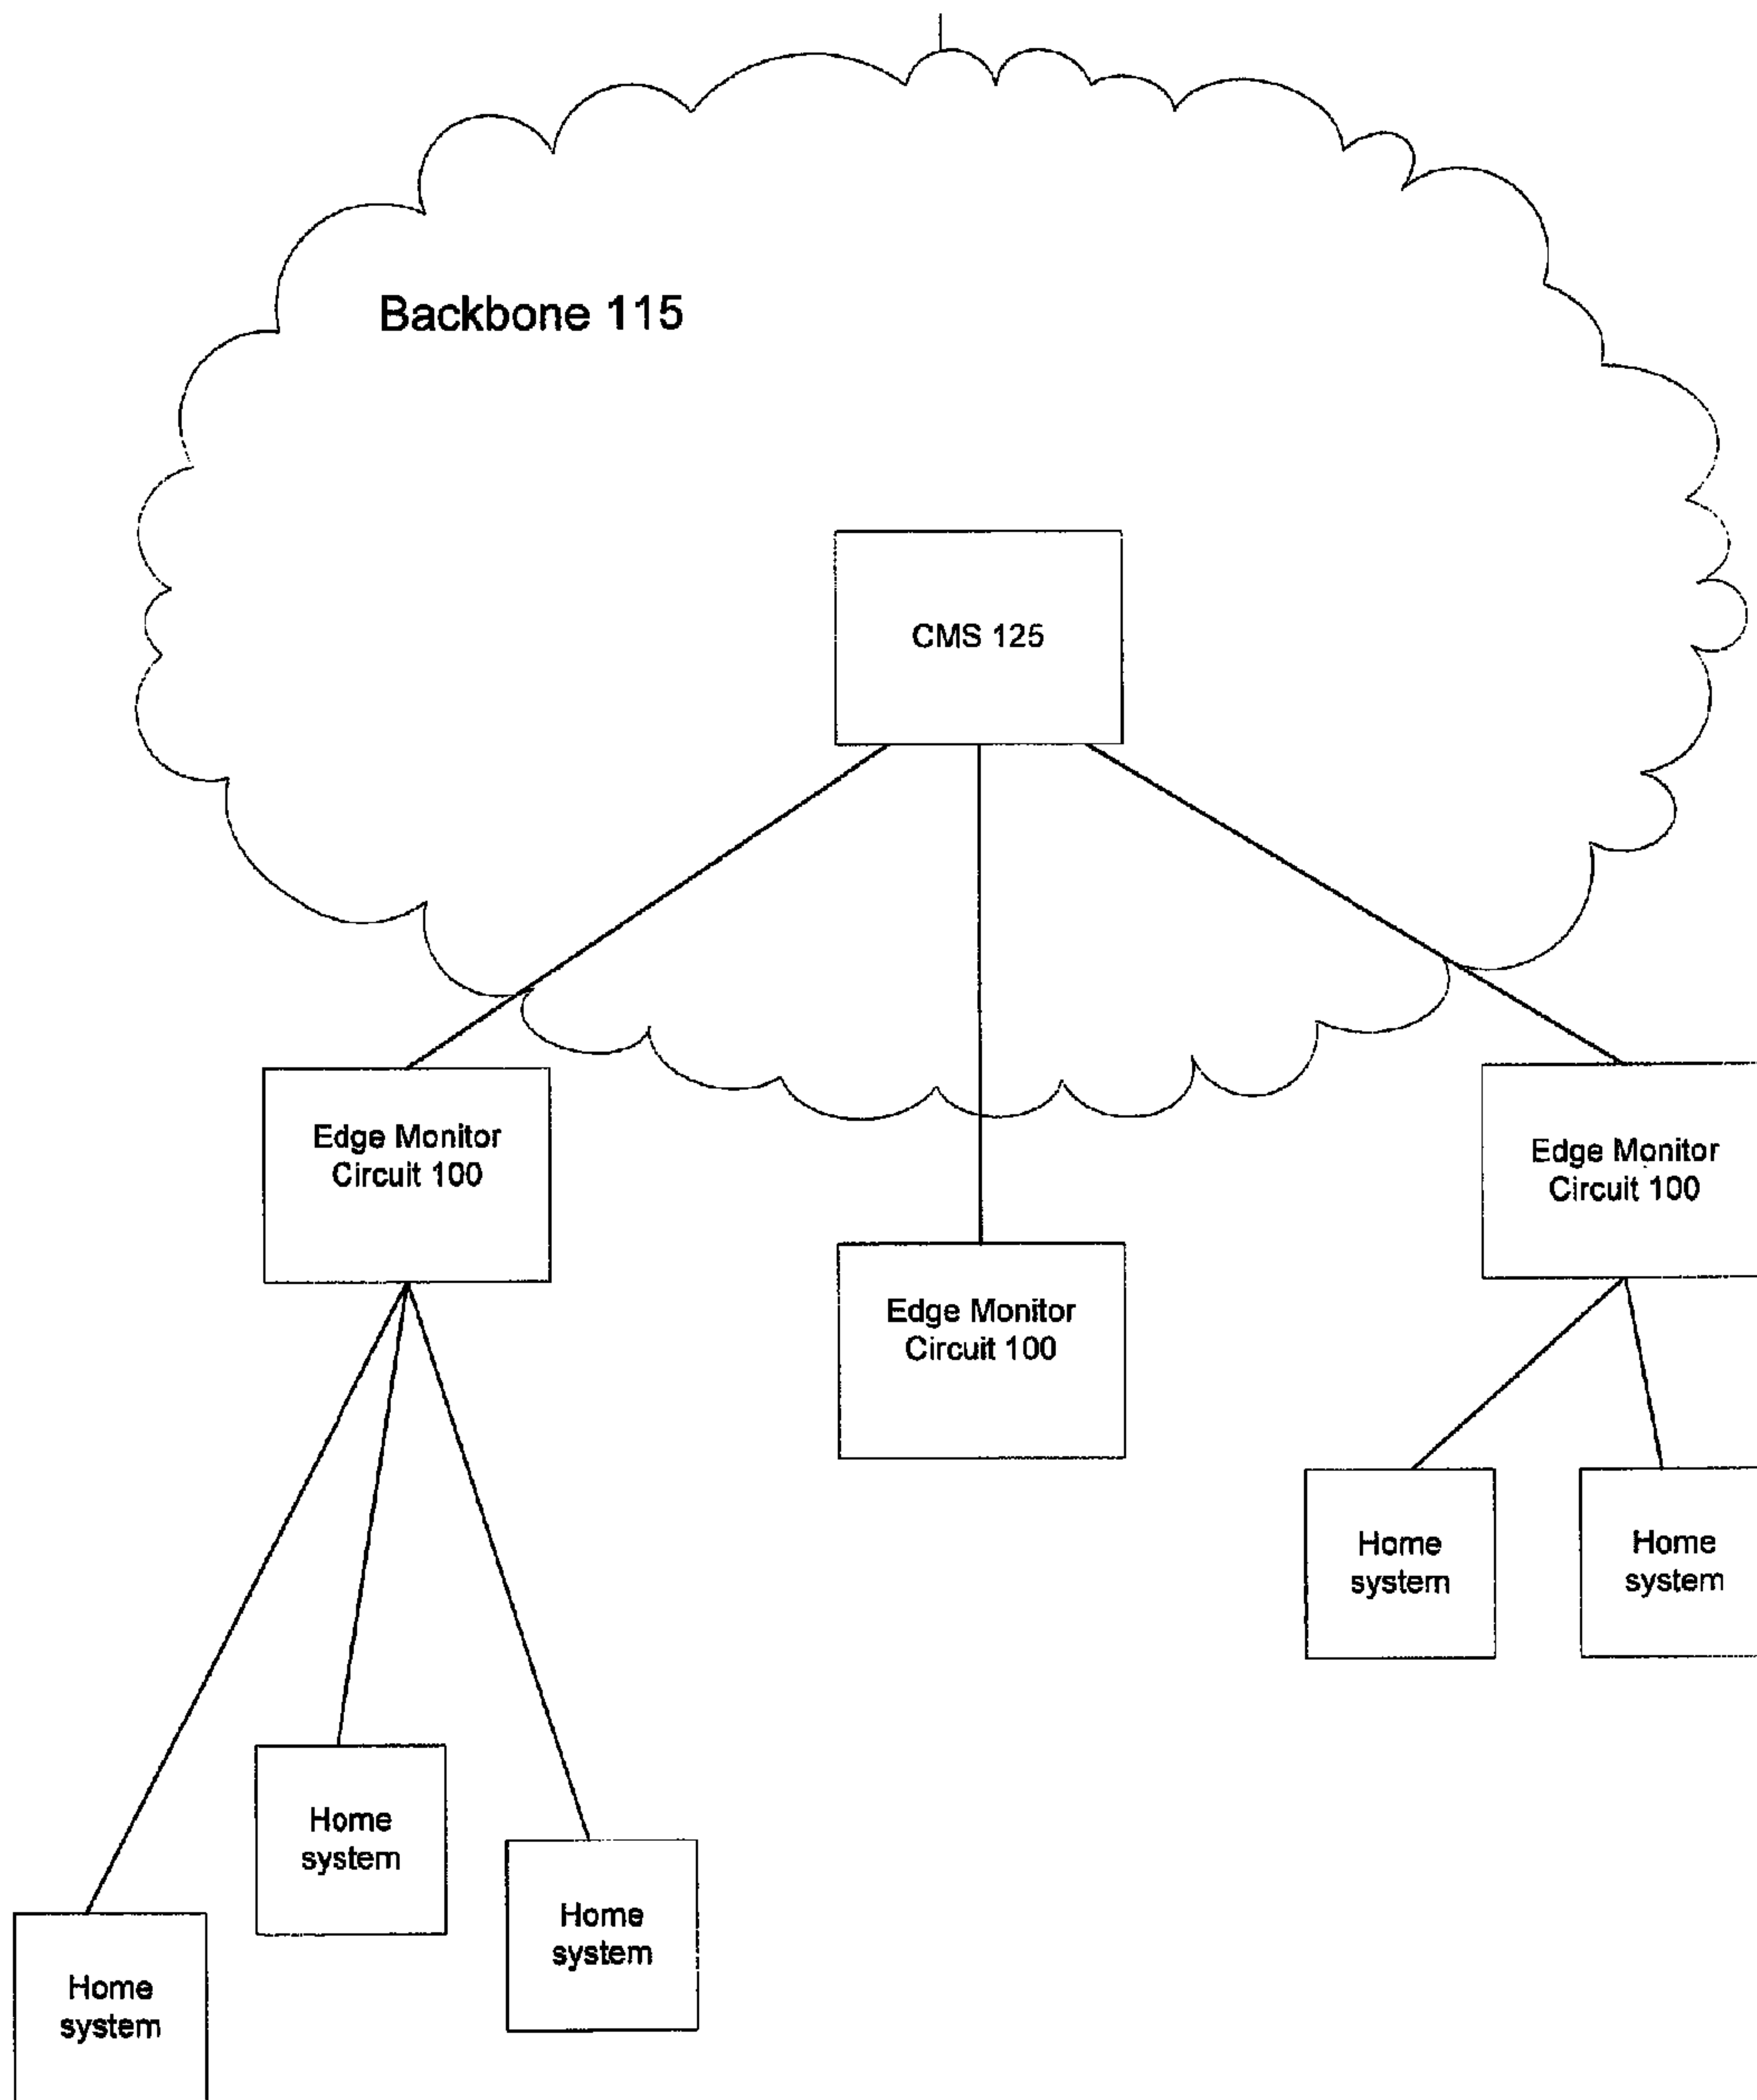 Backbone 115
CMS 125
Edge Monitor
Circuit 100
Edge Monitor
Circuit 100
Edge Monitor
Circuit 100
Home
system
Home
system
Home
system
Home
system
Home
system